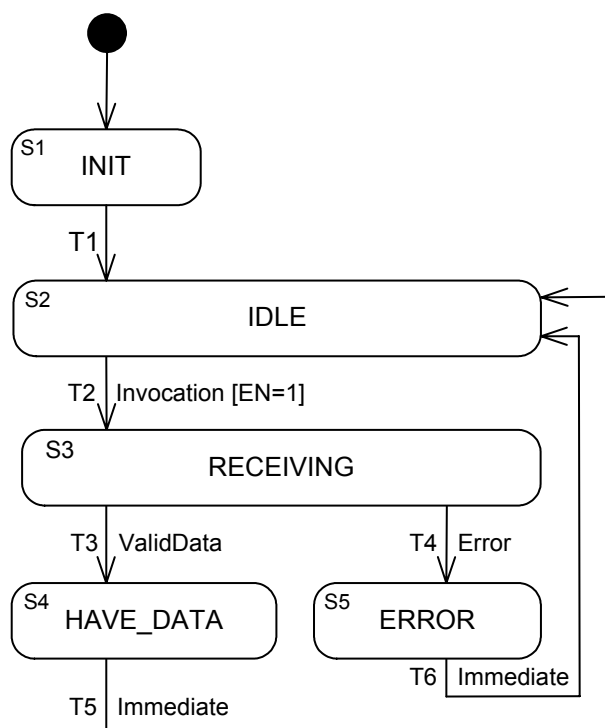 S1
INIT
T1
S2
IDLE
T2 Invocation [EN=1]
S3
RECEIVING
T3 ValidData
T4 Error
S4
HAVE_DATA
S5
ERROR
T6 Immediate
T5 Immediate